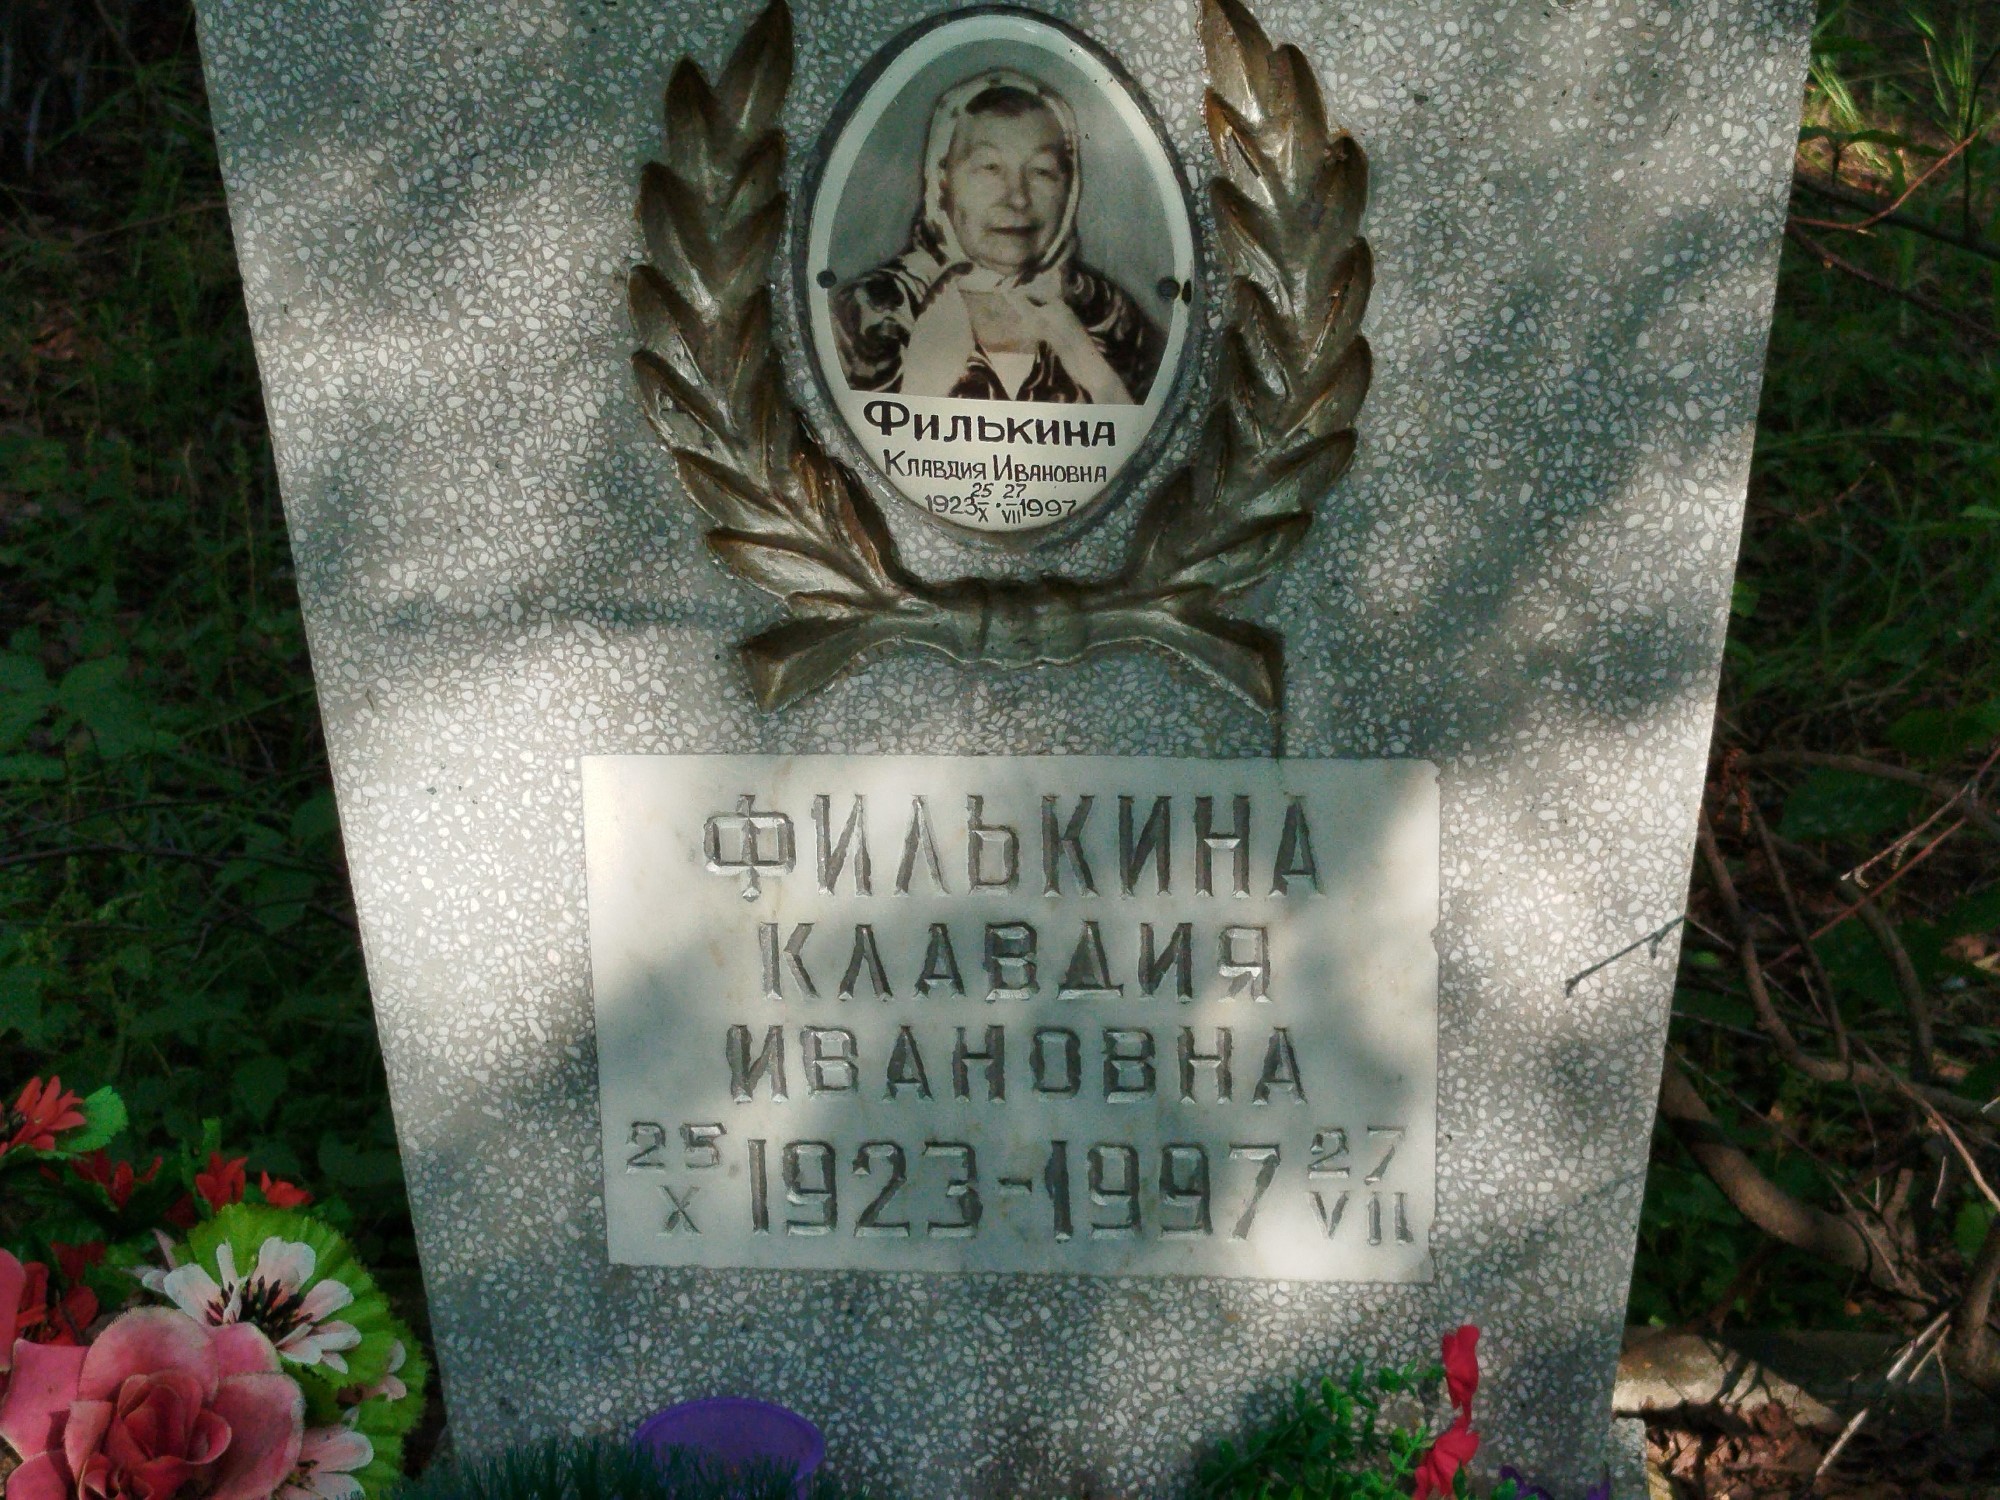 Филькина
Клавдия Ивановна
1923 25/X · 27/VII 1997
ФИЛЬКИНА
КЛАВДИЯ
ИВАНОВНА
25/X 1923-1997 27/VII